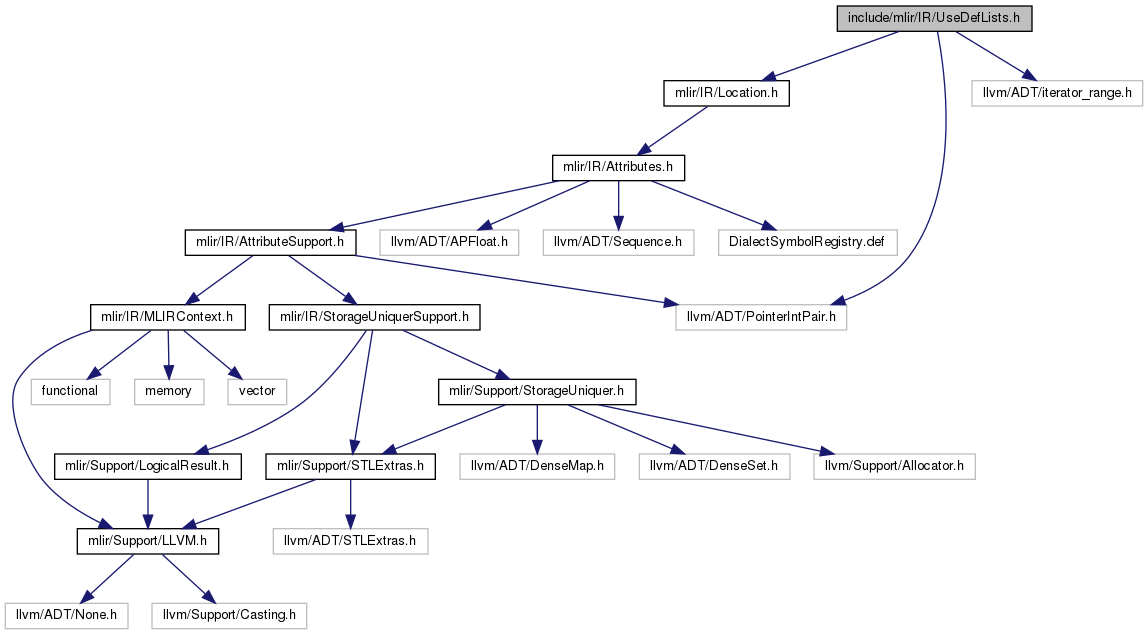 include/mlir/IR/UseDefLists.h
mlir/IR/Location.h
llvm/ADT/iterator_range.h
mlir/IR/Attributes.h
mlir/IR/AttributeSupport.h
llvm/ADT/APFloat.h
llvm/ADT/Sequence.h
DialectSymbolRegistry.def
mlir/IR/MLIRContext.h
mlir/IR/StorageUniquerSupport.h
llvm/ADT/PointerIntPair.h
functional
memory
vector
mlir/Support/StorageUniquer.h
mlir/Support/LogicalResult.h
mlir/Support/STLExtras.h
llvm/ADT/DenseMap.h
llvm/ADT/DenseSet.h
llvm/Support/Allocator.h
mlir/Support/LLVM.h
llvm/ADT/STLExtras.h
llvm/ADT/None.h
llvm/Support/Casting.h